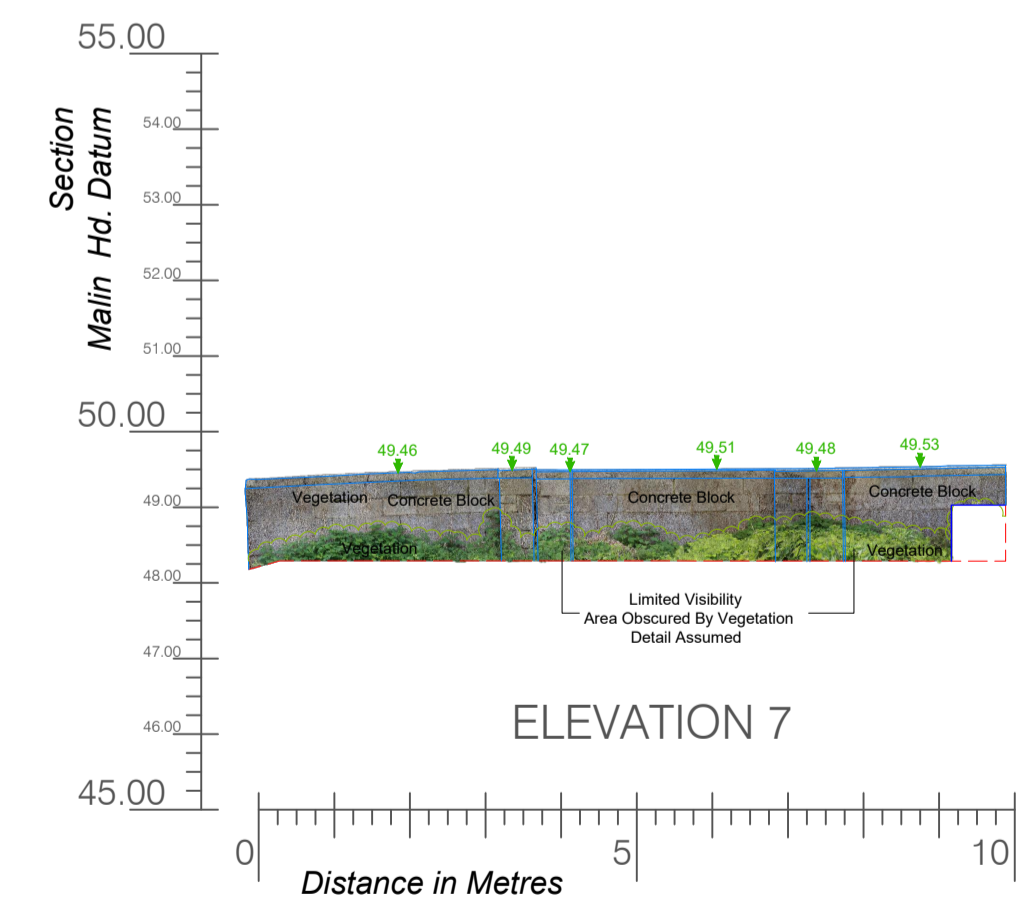 55.00
Section
Malin Hd. Datum
54.00
53.00
52.00
51.00
50.00
49.46
49.49
49.47
49.51
49.48
49.53
49.00
Vegetation
Concrete Block
Concrete Block
Concrete Block
Vegetation
Vegetation
48.00
Limited Visibility
Area Obscured By Vegetation
Detail Assumed
47.00
46.00
ELEVATION 7
45.00
0
5
10
Distance in Metres